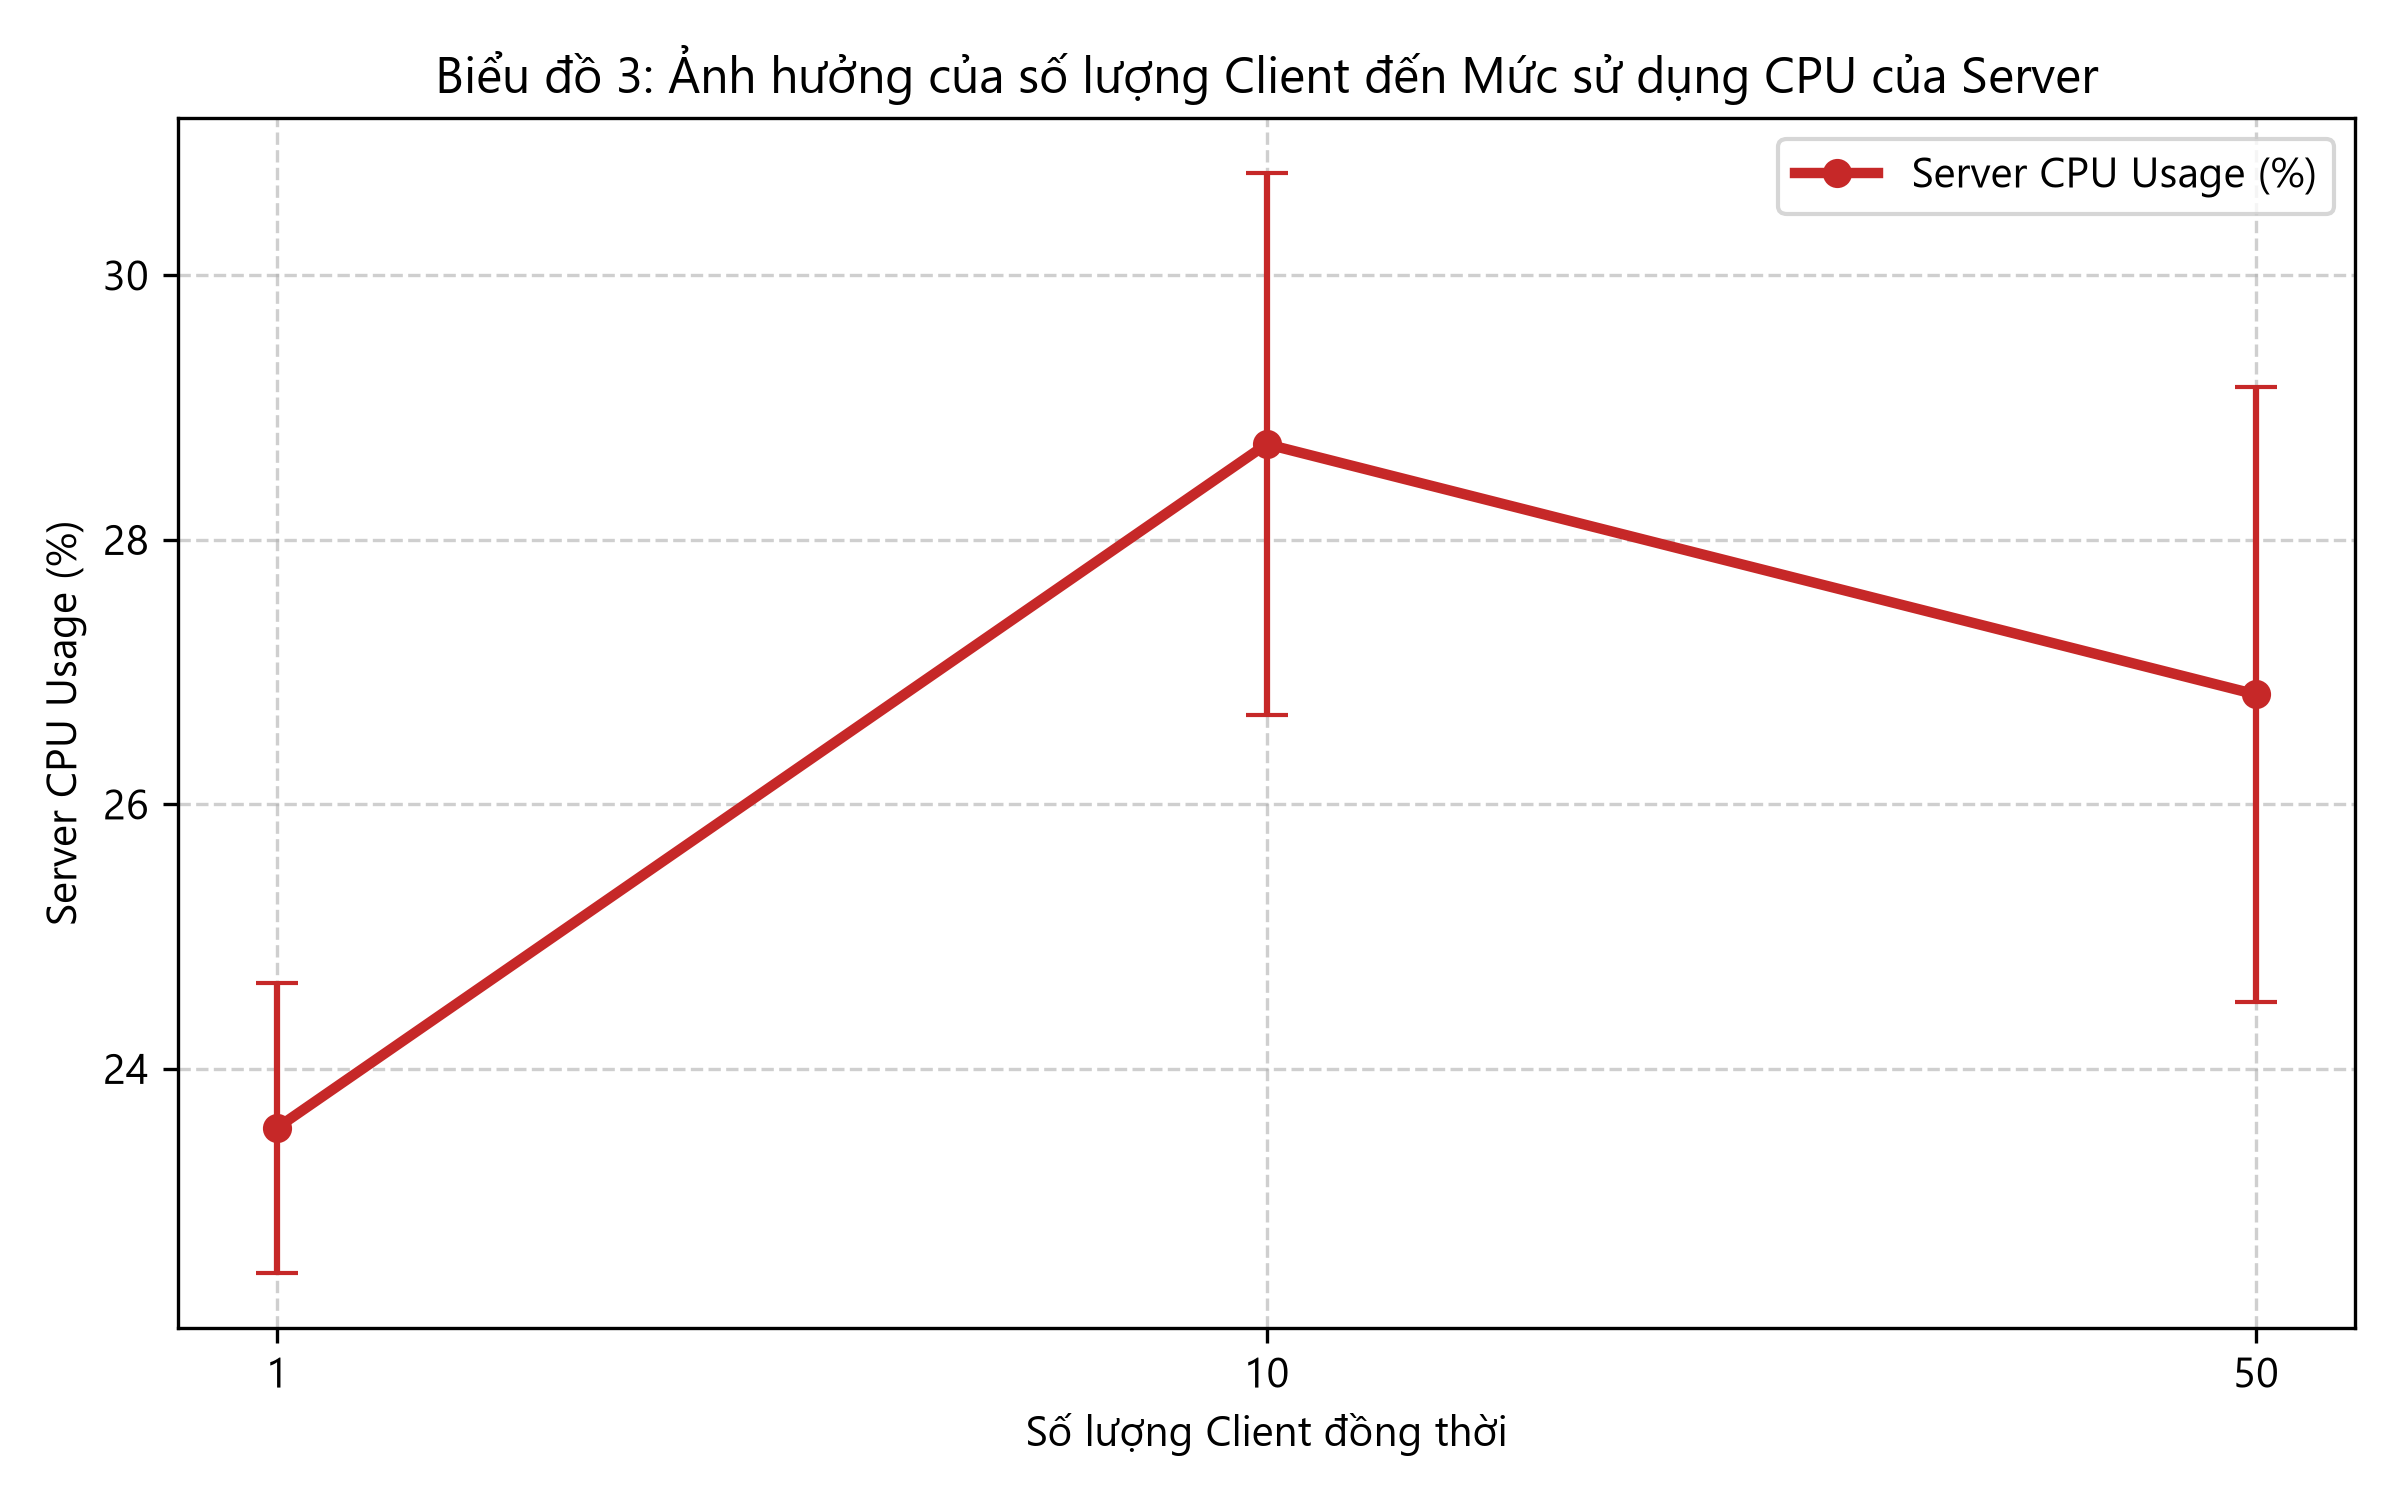 Biểu đồ 3: Ảnh hưởng của số lượng Client đến Mức sử dụng CPU của Server
Server CPU Usage (%)
30
28
26
24
Server CPU Usage (%)
1
10
50
Số lượng Client đồng thời